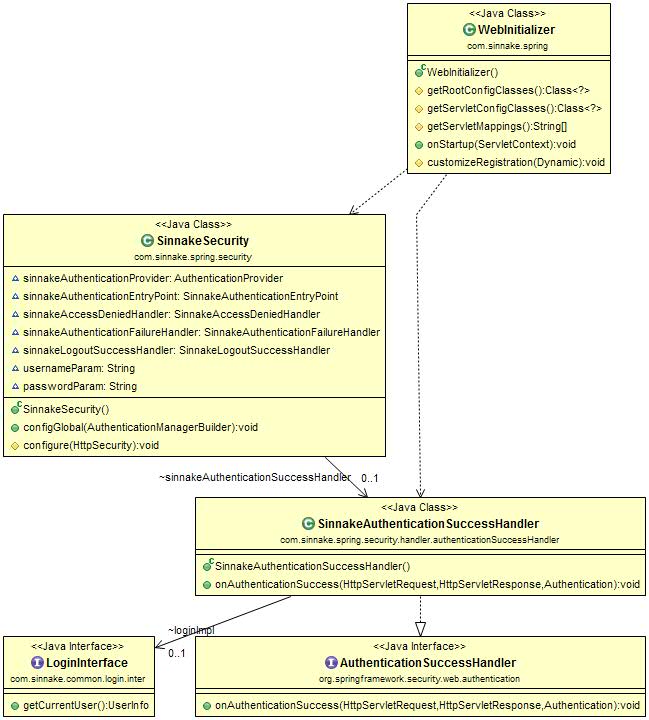 <<Java Class>>
WebInitializer
com.sinnake.spring
WebInitializer()
getRootConfigClasses():Class<?>
getServletConfigClasses():Class<?>
getServletMappings():String[]
onStartup(ServletContext):void
customizeRegistration(Dynamic):void
<<Java Class>>
SinnakeSecurity
com.sinnake.spring.security
sinnakeAuthenticationProvider: AuthenticationProvider
sinnakeAuthenticationEntryPoint: SinnakeAuthenticationEntryPoint
sinnakeAccessDeniedHandler: SinnakeAccessDeniedHandler
sinnakeAuthenticationFailureHandler: SinnakeAuthenticationFailureHandler
sinnakeLogoutSuccessHandler: SinnakeLogoutSuccessHandler
usernameParam: String
passwordParam: String
SinnakeSecurity()
configGlobal(AuthenticationManagerBuilder):void
configure(HttpSecurity):void
~sinnakeAuthenticationSuccessHandler 0..1
<<Java Class>>
SinnakeAuthenticationSuccessHandler
com.sinnake.spring.security.handler.authenticationSuccessHandler
SinnakeAuthenticationSuccessHandler()
onAuthenticationSuccess(HttpServletRequest,HttpServletResponse,Authentication):void
~loginImpl
0..1
<<Java Interface>>
LoginInterface
com.sinnake.common.login.inter
getCurrentUser():UserInfo
<<Java Interface>>
AuthenticationSuccessHandler
org.springframework.security.web.authentication
onAuthenticationSuccess(HttpServletRequest,HttpServletResponse,Authentication):void